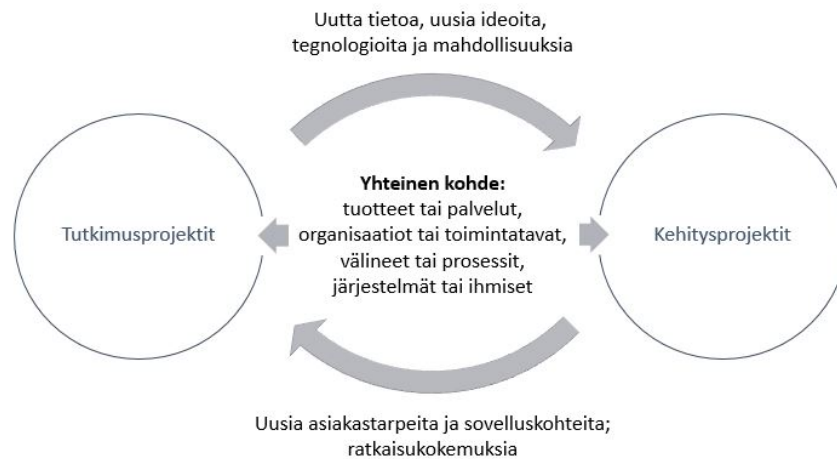 Uutta tietoa, uusia ideoita,
tegnologioita ja mahdollisuuksia
Tutkimusprojektit
Yhteinen kohde:
tuotteet tai palvelut,
organisaatiot tai toimintatavat,
välineet tai prosessit,
järjestelmät tai ihmiset
Kehitysprojektit
Uusia asiakastarpeita ja sovelluskohteita;
ratkaisukokemuksia